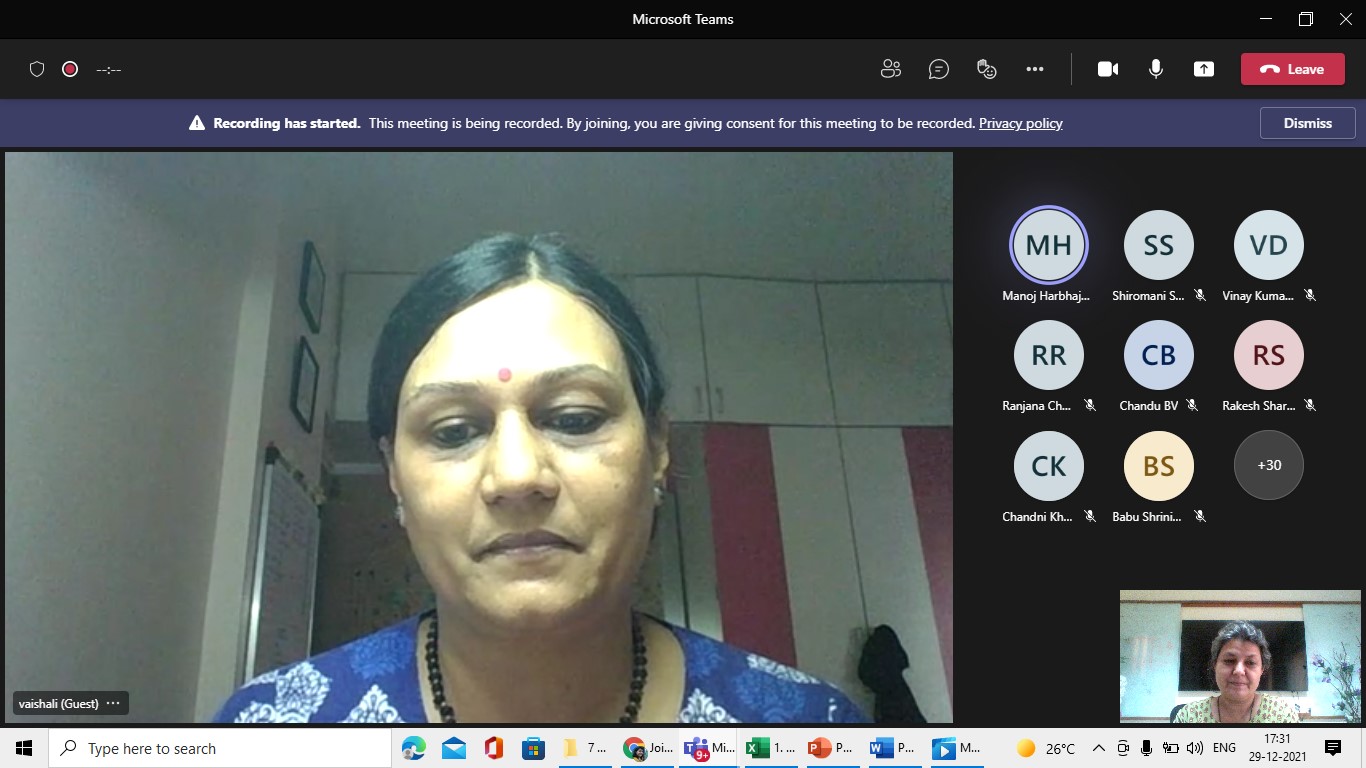 Microsoft Teams
--:--
Leave
Recording has started. This meeting is being recorded. By joining, you are giving consent for this meeting to be recorded. Privacy policy
Dismiss
MH SS VD
Manoj Harbhaj... Shiromani S... Vinay Kuma...
RR CB RS
Ranjana Ch... Chandu BV Rakesh Shar...
CK BS +30
Chandni Kh... Babu Shrini...
vaishali (Guest) ...
Type here to search
7 ... Joi... Mi... 9+ 1. ... P... P... M...
26°C ENG 17:31
29-12-2021